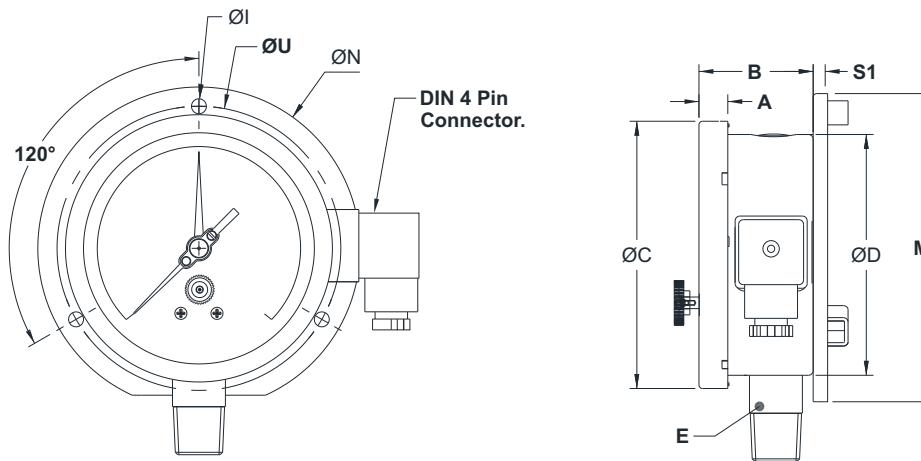 ØI
ØU
ØN
DIN 4 Pin
Connector.
120°
B
S1
A
ØC
ØD
M
E